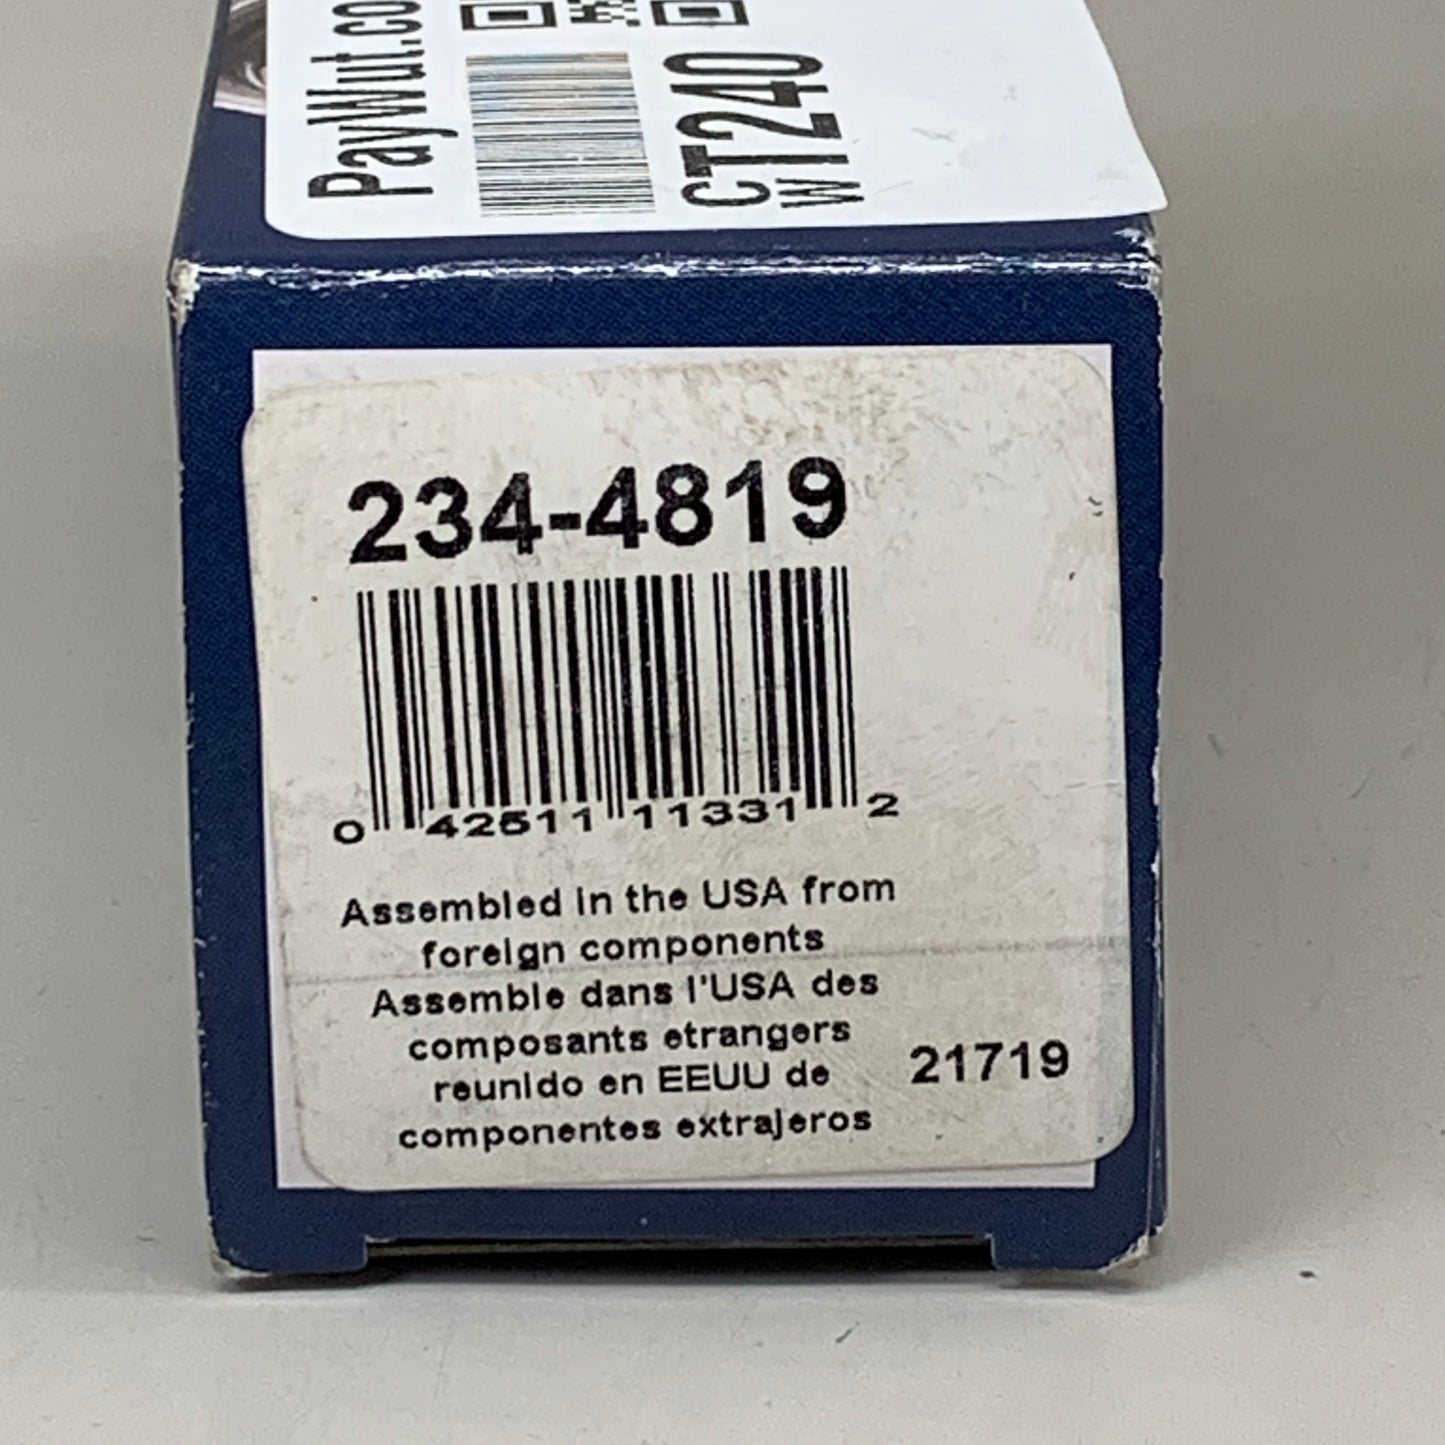 PayWut.co
CT240
WT240
234-4819
0 42511 11331 2
Assembled in the USA from
foreign components
Assemble dans l'USA des
composants etrangers
reunido en EEUU de
componentes extrajeros
21719